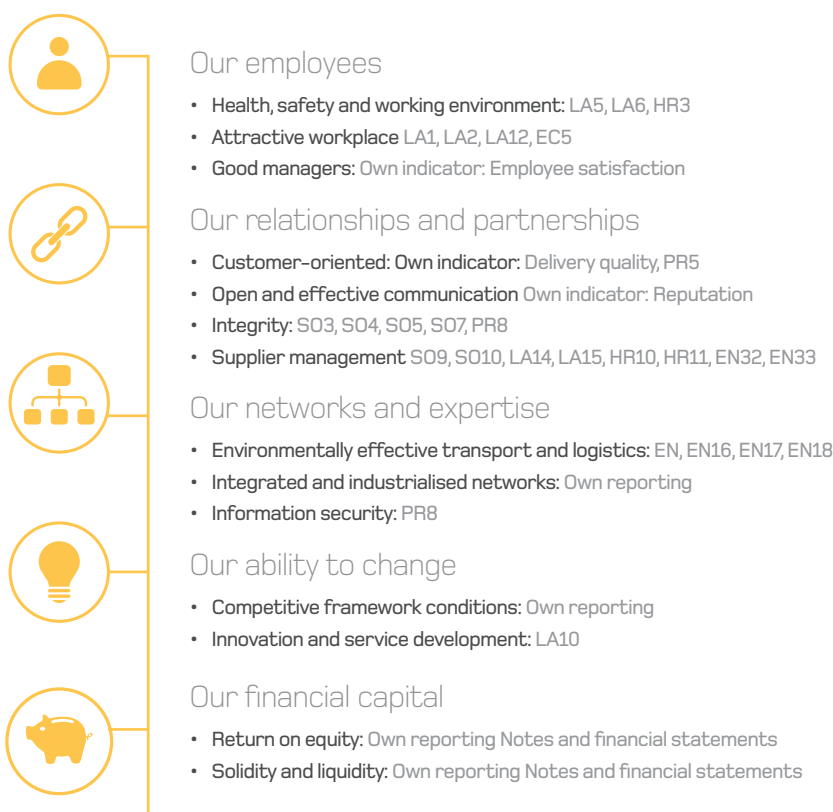 Our employees
• Health, safety and working environment: LA5, LA6, HR3
• Attractive workplace LA1, LA2, LA12, EC5
• Good managers: Own indicator: Employee satisfaction
Our relationships and partnerships
• Customer-oriented: Own indicator: Delivery quality, PR5
• Open and effective communication Own indicator: Reputation
• Integrity: SO3, SO4, SO5, SO7, PR8
• Supplier management SO9, SO10, LA14, LA15, HR10, HR11, EN32, EN33
Our networks and expertise
• Environmentally effective transport and logistics: EN, EN16, EN17, EN18
• Integrated and industrialised networks: Own reporting
• Information security: PR8
Our ability to change
• Competitive framework conditions: Own reporting
• Innovation and service development: LA10
Our financial capital
• Return on equity: Own reporting Notes and financial statements
• Solidity and liquidity: Own reporting Notes and financial statements